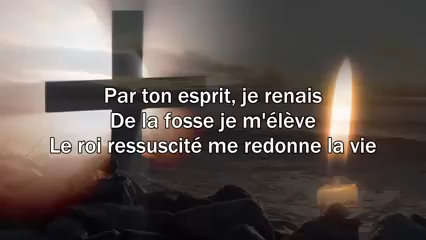 Par ton esprit, je renais
De la fosse je m'élève
Le roi ressuscité me redonne la vie